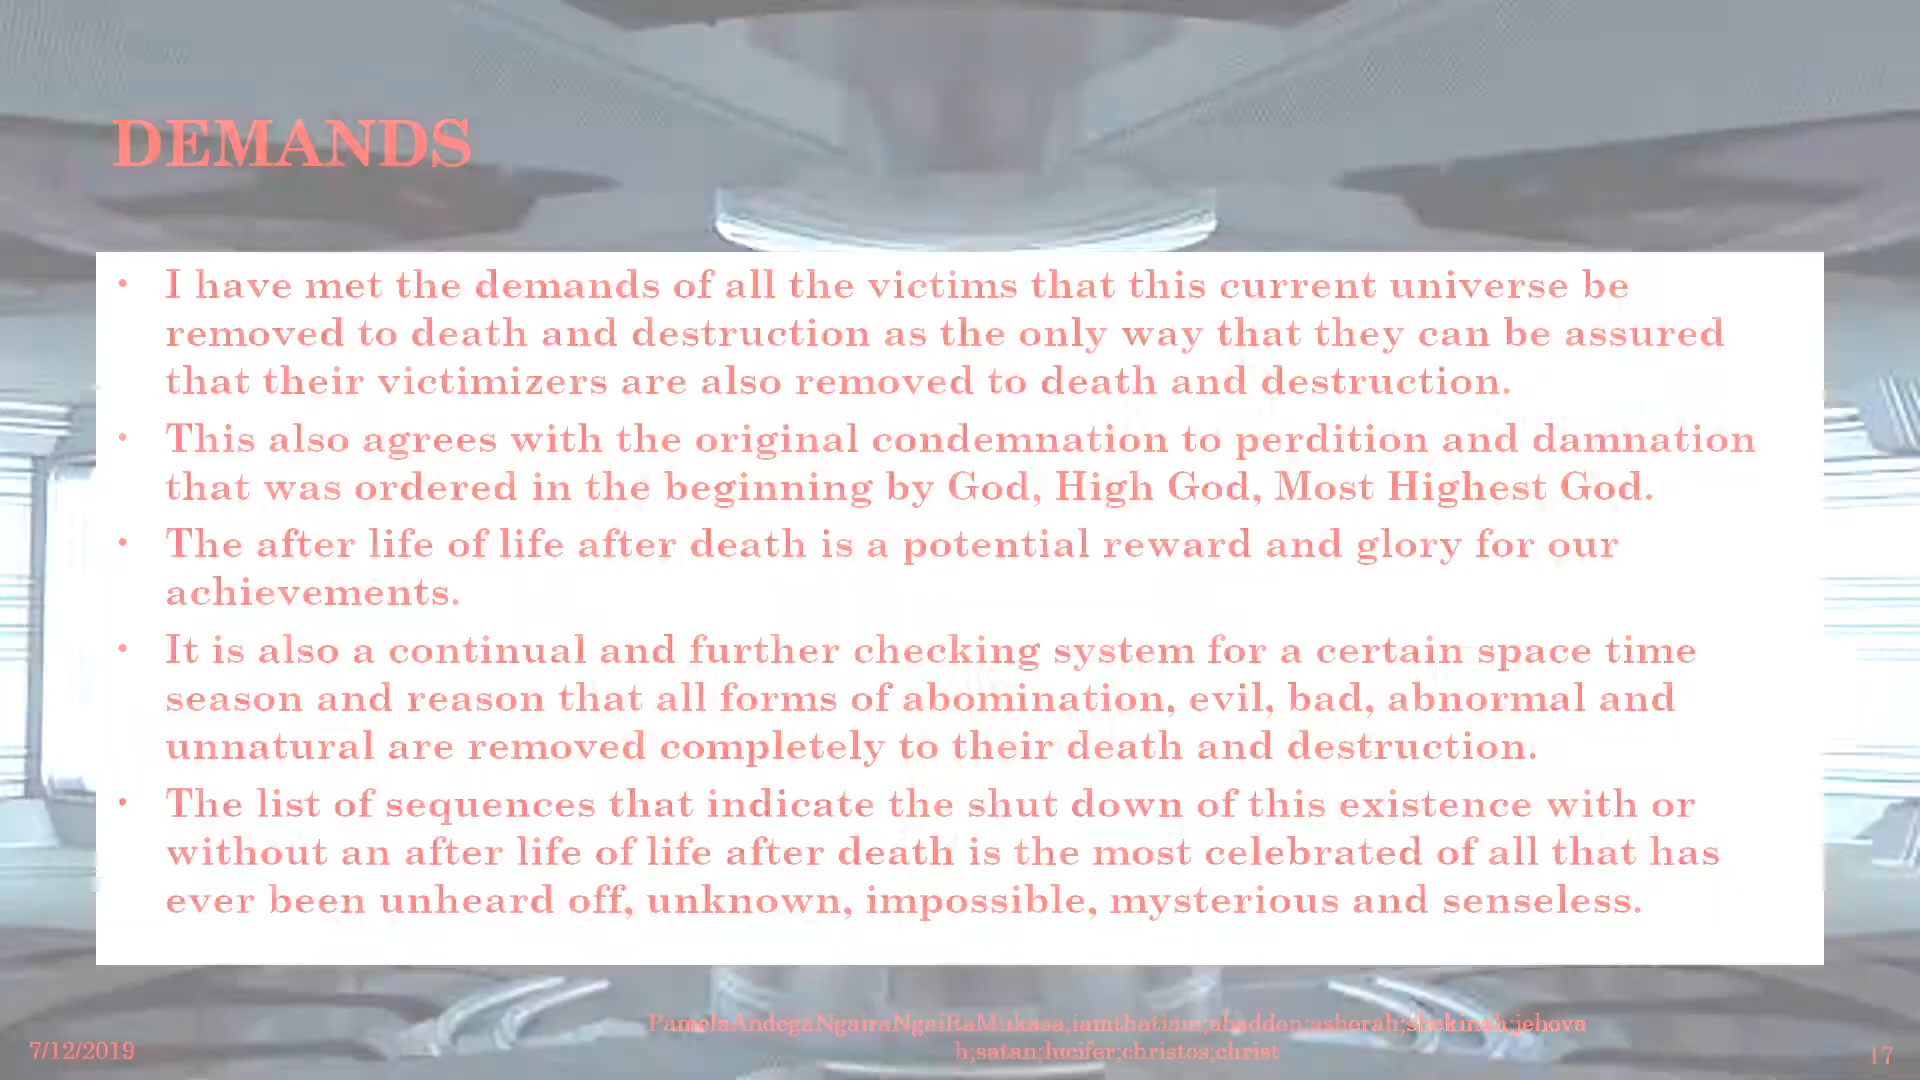 DEMANDS
• I have met the demands of all the victims that this current universe be
removed to death and destruction as the only way that they can be assured
that their victimizers are also removed to death and destruction.
• This also agrees with the original condemnation to perdition and damnation
that was ordered in the beginning by God, High God, Most Highest God.
• The after life of life after death is a potential reward and glory for our
achievements.
• It is also a continual and further checking system for a certain space time
season and reason that all forms of abomination, evil, bad, abnormal and
unnatural are removed completely to their death and destruction.
• The list of sequences that indicate the shut down of this existence with or
without an after life of life after death is the most celebrated of all that has
ever been unheard off, unknown, impossible, mysterious and senseless.
PamelaAndegaNgairaNgaiRaMukasa;iamthatiam;abaddon;asherah;shekinah;jehova
h;satan;lucifer;christos;christ
7/12/2019
17